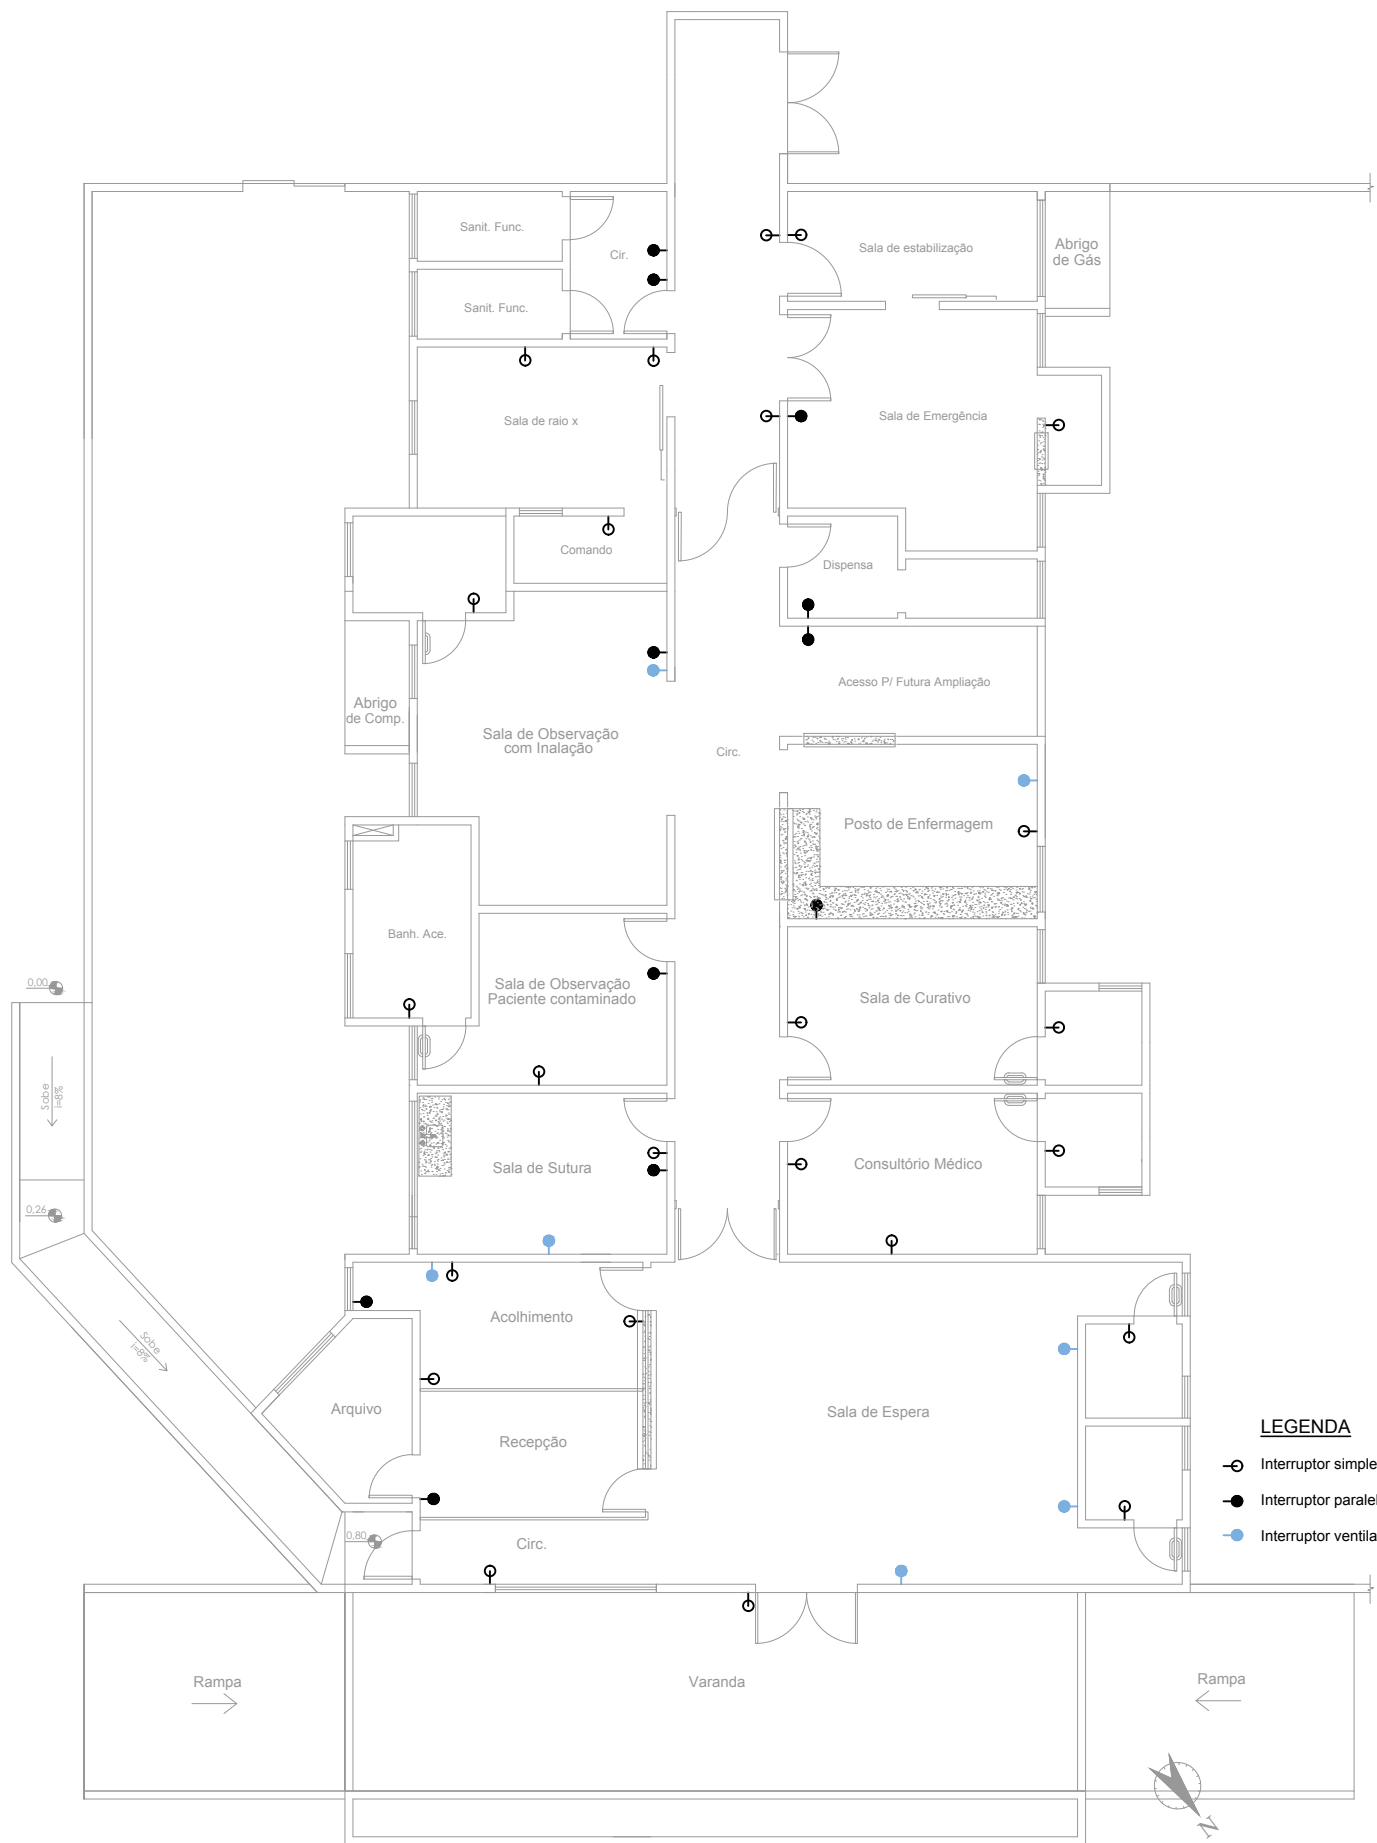 Sanit. Func.
Cir.
Sala de estabilização
Abrigo
de Gás
Sanit. Func.
Sala de raio x
Sala de Emergência
Comando
Dispensa
Acesso P/ Futura Ampliação
Abrigo
de Comp.
Sala de Observação
com Inalação
Circ.
Posto de Enfermagem
Banh. Ace.
Sala de Observação
Paciente contaminado
Sala de Curativo
0,00
Sobe
i=8%
Sala de Sutura
Consultório Médico
0,26
Acolhimento
Sobe
i=8%
Arquivo
Recepção
Sala de Espera
LEGENDA
Interruptor simple
Interruptor paralel
Interruptor ventila
0,80
Circ.
Rampa
Varanda
Rampa
N